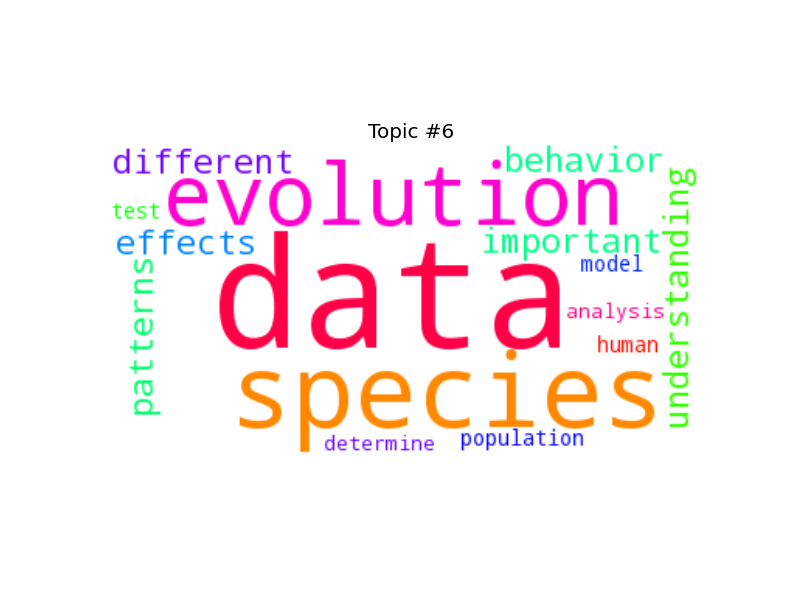 Topic #6
different
behavior
evolution
understanding
test
effects
important
data
patterns
model
analysis
human
species
determine
population